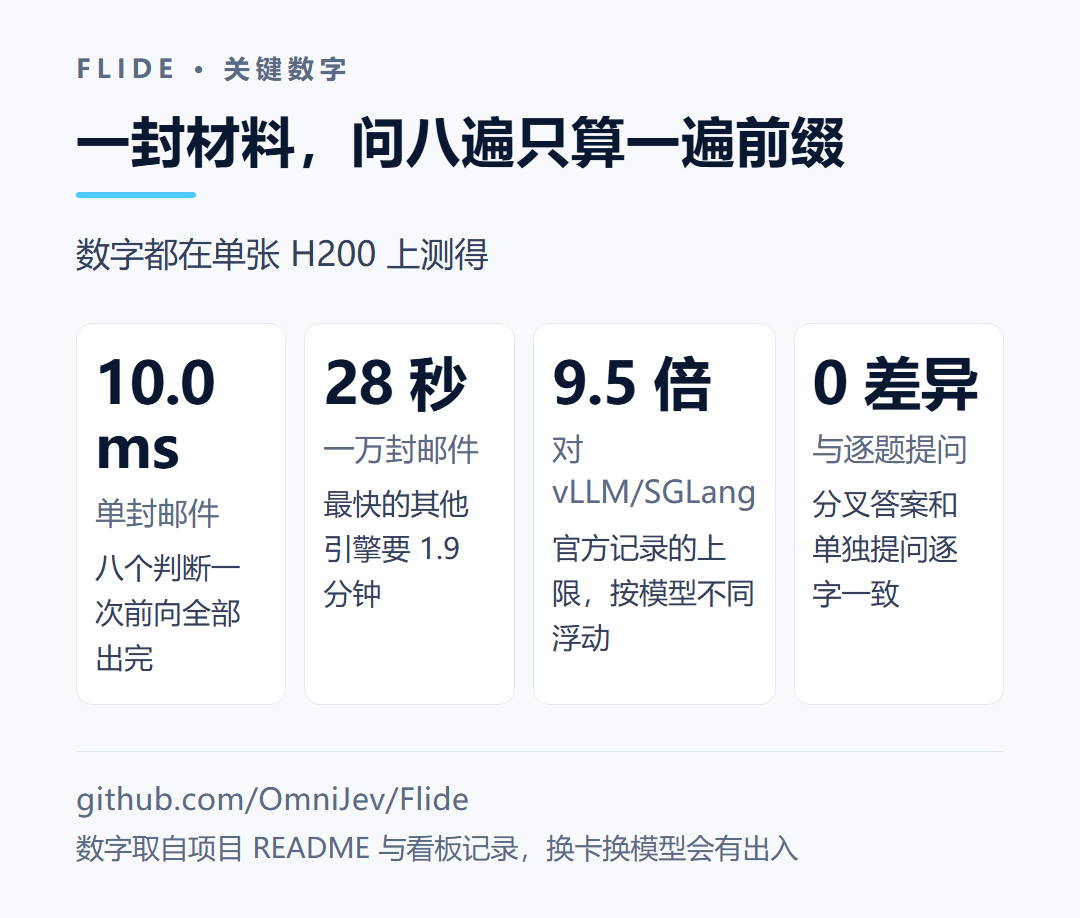 FLIDE • 关键数字
一封材料，问八遍只算一遍前缀
数字都在单张 H200 上测得
10.0
ms
单封邮件
八个判断一
次前向全部
出完
28 秒
一万封邮件
最快的其他
引擎要 1.9
分钟
9.5 倍
对
vLLM/SGLang
官方记录的上
限，按模型不同
浮动
0 差异
与逐题提问
分叉答案和
单独提问逐
字一致
github.com/OmniJev/Flide
数字取自项目 README 与看板记录，换卡换模型会有出入